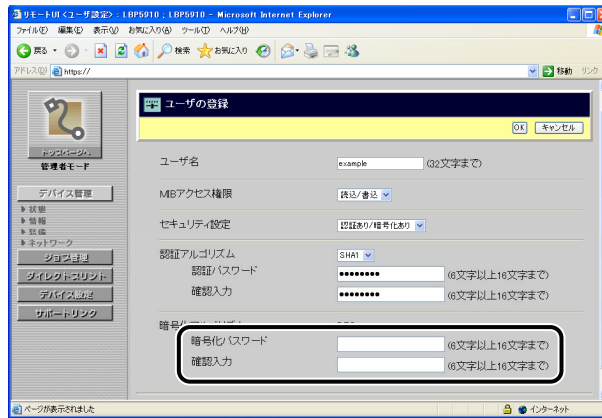 リモートUI <ユーザ設定> : LBP5910 ; LBP5910 - Microsoft Internet Explorer
ファイル(F) 編集(E) 表示(V) お気に入り(A) ツール(T) ヘルプ(H)
戻る 検索 お気に入り
アドレス(D) https:// 移動 リンク
ユーザの登録
OK キャンセル
トップページへ
管理者モード
デバイス管理
状態
情報
ネットワーク
ジョブ管理
ダイレクトプリント
デバイス設定
サポートリンク
ユーザ名 example (32文字まで)
MIBアクセス権限 読込/書込
セキュリティ設定 認証あり/暗号化あり
認証アルゴリズム SHA1
認証パスワード ●●●●●●●● (6文字以上16文字まで)
確認入力 ●●●●●●●● (6文字以上16文字まで)
暗号化パスワード (6文字以上16文字まで)
確認入力 (6文字以上16文字まで)
ページが表示されました インターネット